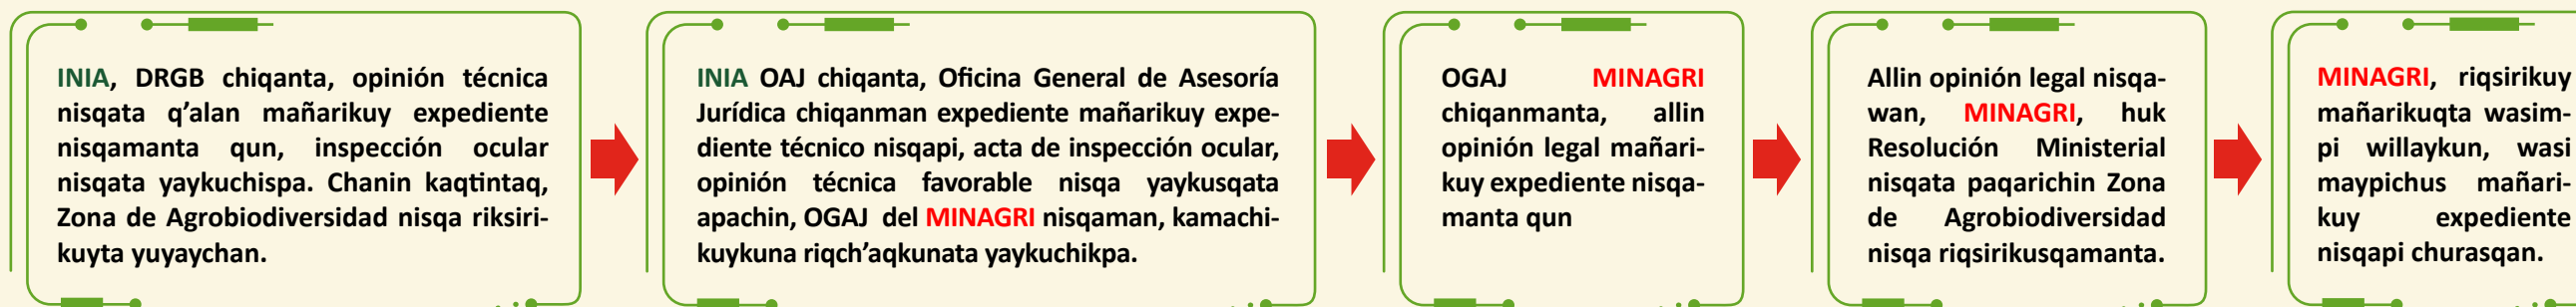 INIA, DRGB chiqanta, opinión técnica
nisqata q’alan mañarikuy expediente
nisqamanta qun, inspección ocular
nisqata yaykuchispa. Chanin kaqtintaq,
Zona de Agrobiodiversidad nisqa riksiri-
kuyta yuyaychan.
INIA OAJ chiqanta, Oficina General de Asesoría
Jurídica chiqanman expediente mañarikuy expe-
diente técnico nisqapi, acta de inspección ocular,
opinión técnica favorable nisqa yaykusqata
apachin, OGAJ del MINAGRI nisqaman, kamachi-
kuykuna riqch’aqkunata yaykuchikpa.
OGAJ MINAGRI
chiqanmanta, allin
opinión legal mañari-
kuy expediente nisqa-
manta qun
Allin opinión legal nisqa-
wan, MINAGRI, huk
Resolución Ministerial
nisqata paqarichin Zona
de Agrobiodiversidad
nisqa riqsirikusqamanta.
MINAGRI, riqsirikuy
mañarikuqta wasim-
pi willaykun, wasi
maypichus mañari-
kuy expediente
nisqapi churasqan.